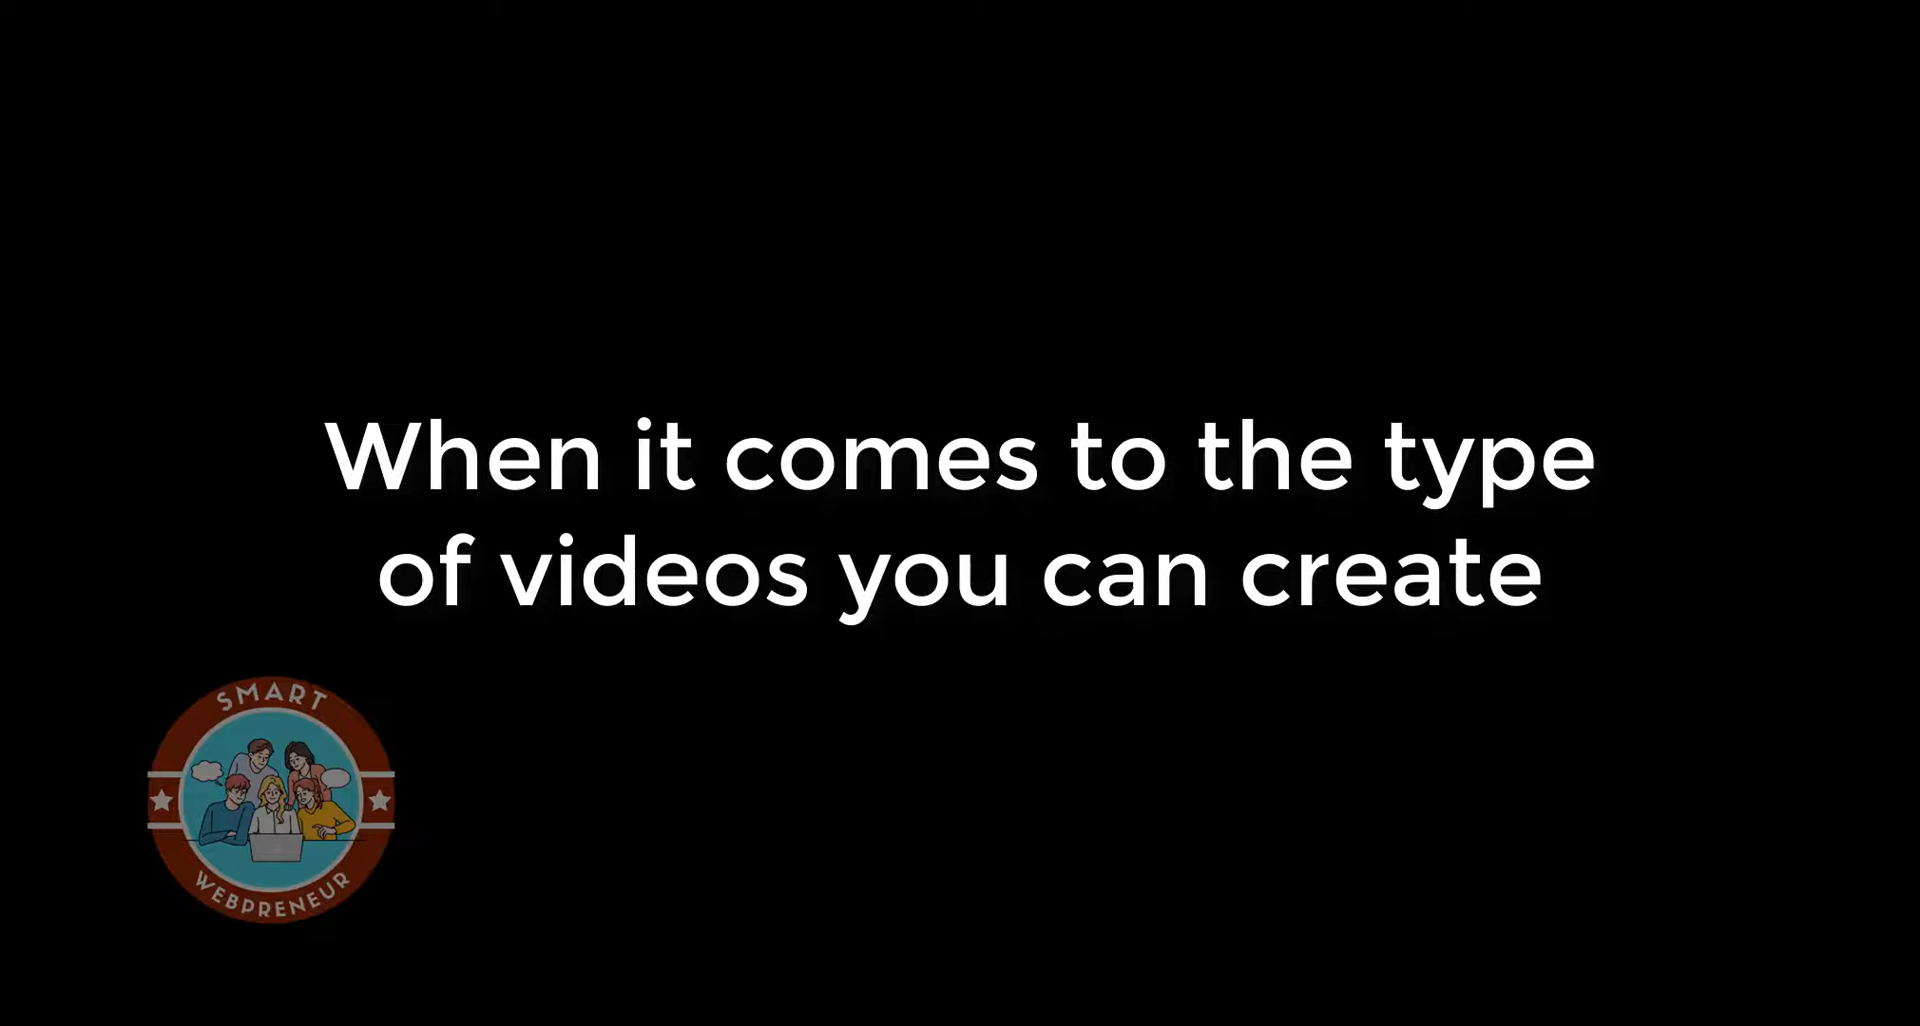 When it comes to the type
of videos you can create
SMART
WEBPRENEUR